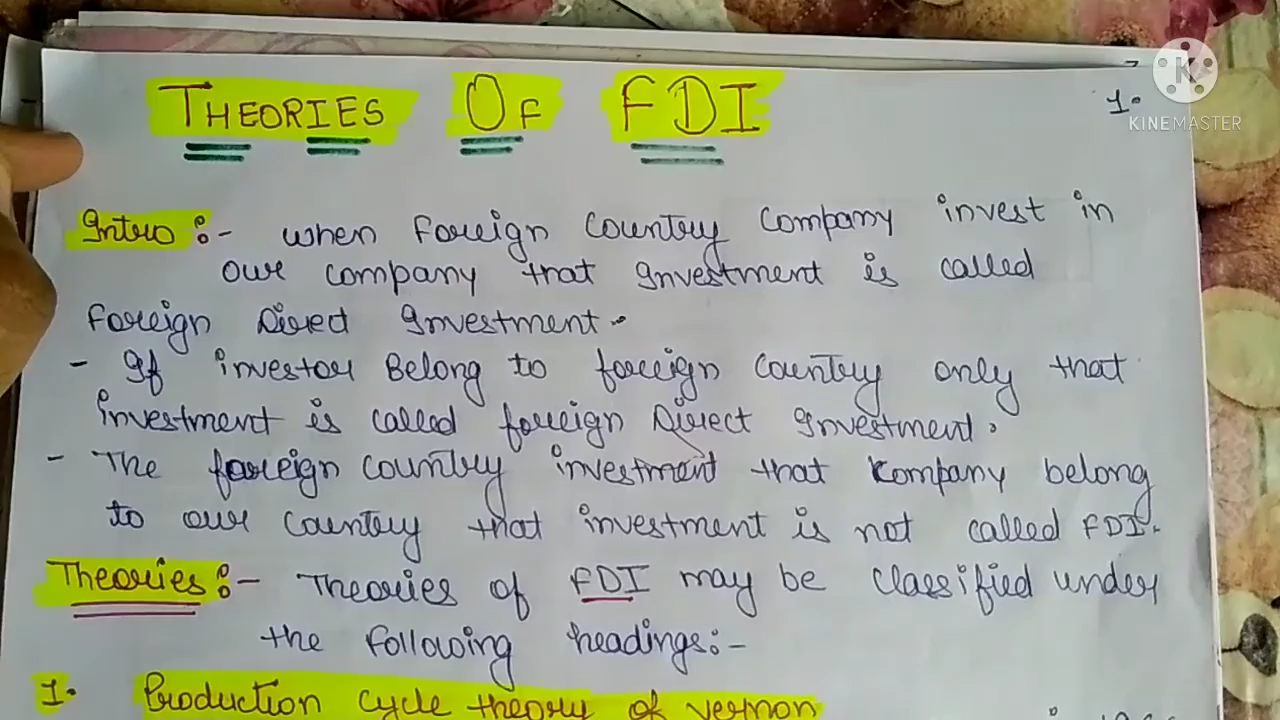 THEORIES OF FDI
1.
KINEMASTER
Intro :- when foreign country company invest in
our company that Investment is called
foreign Direct Investment.
- If investor Belong to foreign country only that
investment is called foreign Direct Investment.
- The foreign country investment that company belong
to our country that investment is not called FDI.
Theories :- Theories of FDI may be classified under
the following headings:-
1. Production cycle theory of vernon